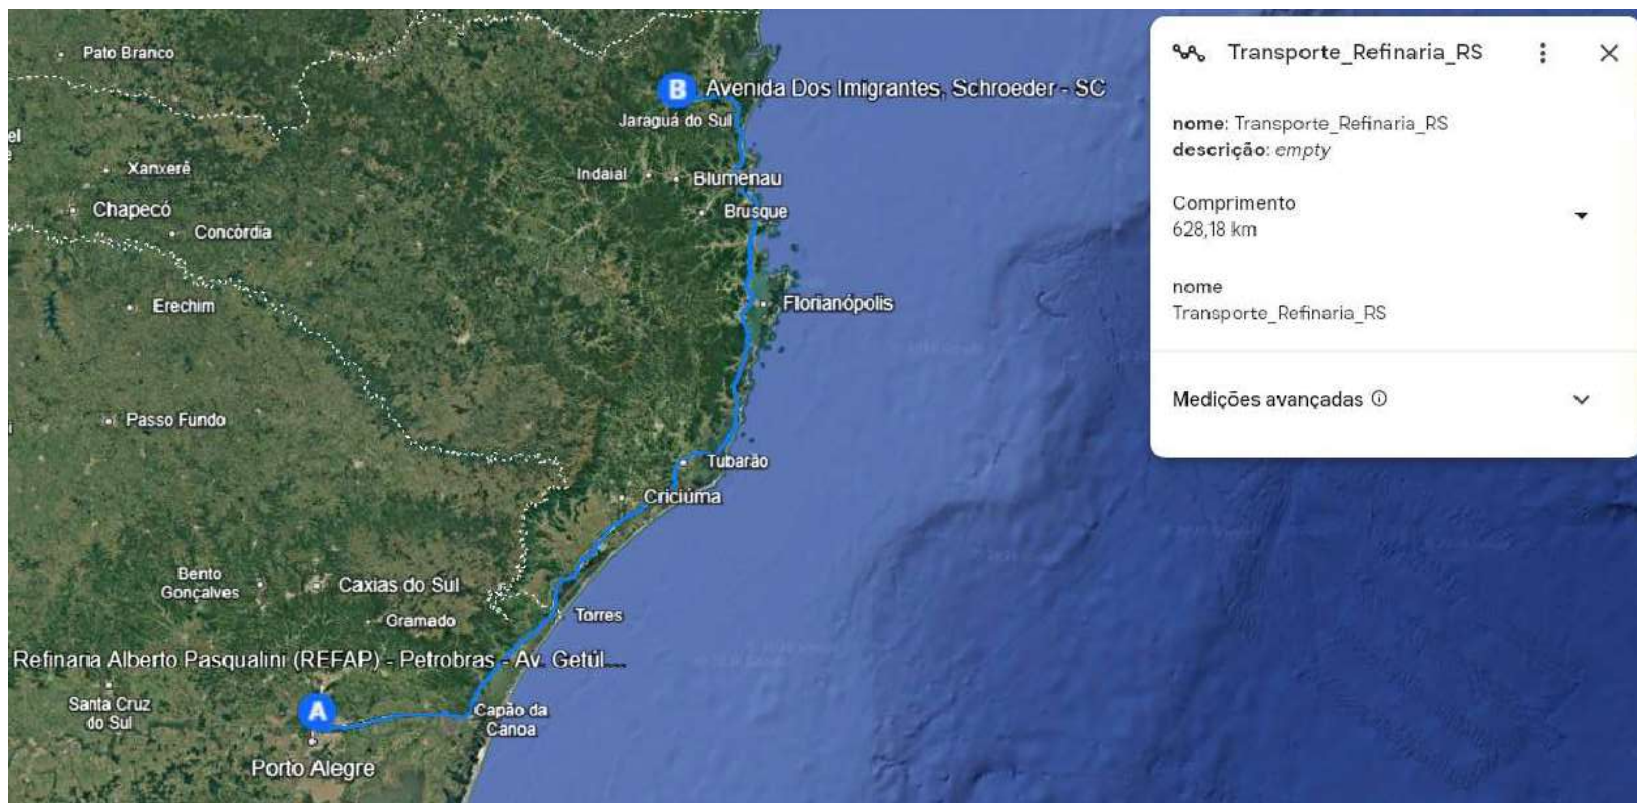 Pato Branco
B
Avenida Dos Imigrantes, Schroeder - SC
Jaraguá do Sul
Xanxerê
Indaial
Blumenau
Chapecó
Brusque
Concórdia
Erechim
Florianópolis
Passo Fundo
Tubarão
Criciúma
Bento
Gonçalves
Caxias do Sul
Gramado
Torres
Refinaria Alberto Pasqualini (REFAP) - Petrobras - Av. Getúl...
Santa Cruz
do Sul
A
Capão da
Canoa
Porto Alegre
Transporte_Refinaria_RS
nome: Transporte_Refinaria_RS
descrição: empty
Comprimento
628,18 km
nome
Transporte_Refinaria_RS
Medições avançadas